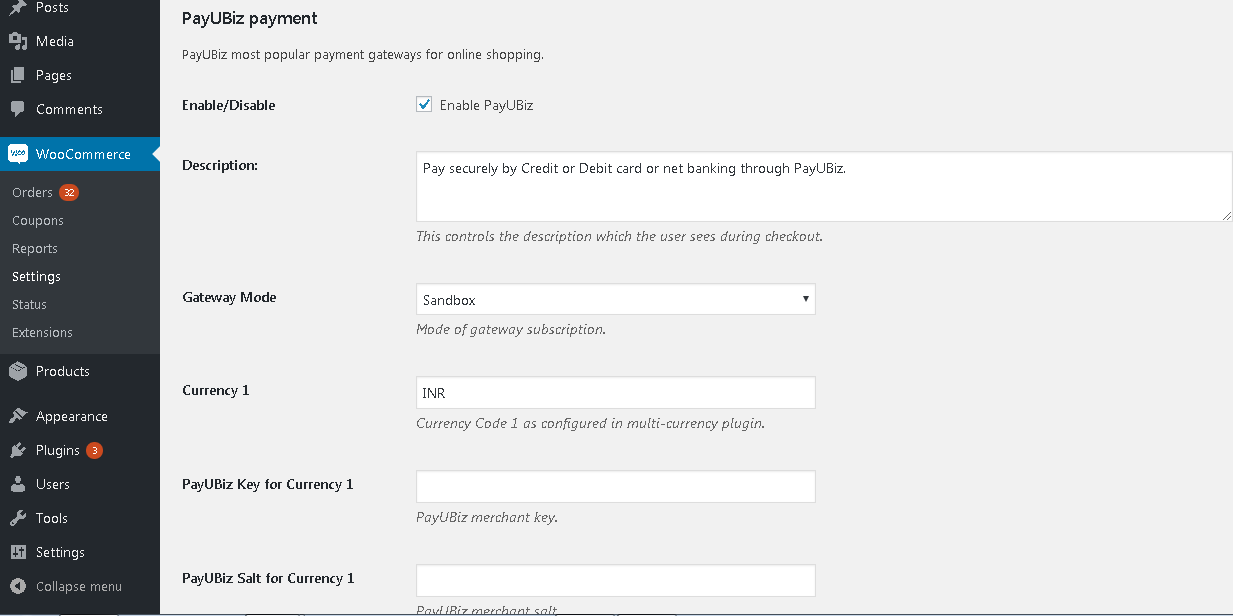 Posts
Media
Pages
Comments
WooCommerce
Orders 32
Coupons
Reports
Settings
Status
Extensions
Products
Appearance
Plugins 3
Users
Tools
Settings
Collapse menu
PayUBiz payment
PayUBiz most popular payment gateways for online shopping.
Enable/Disable
Enable PayUBiz
Description:
Pay securely by Credit or Debit card or net banking through PayUBiz.
This controls the description which the user sees during checkout.
Gateway Mode
Sandbox
Mode of gateway subscription.
Currency 1
INR
Currency Code 1 as configured in multi-currency plugin.
PayUBiz Key for Currency 1
PayUBiz merchant key.
PayUBiz Salt for Currency 1
PayUBiz merchant salt